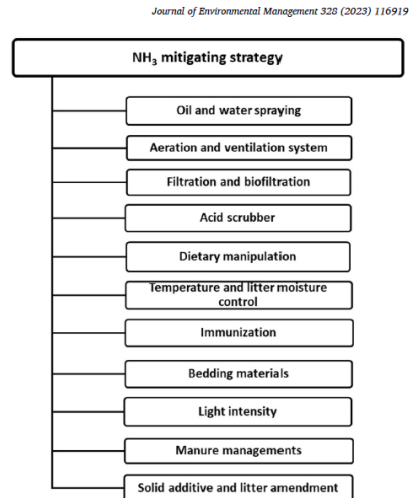 Journal of Environmental Management 328 (2023) 116919
NH₃ mitigating strategy
Oil and water spraying
Aeration and ventilation system
Filtration and biofiltration
Acid scrubber
Dietary manipulation
Temperature and litter moisture
control
Immunization
Bedding materials
Light intensity
Manure managements
Solid additive and litter amendment